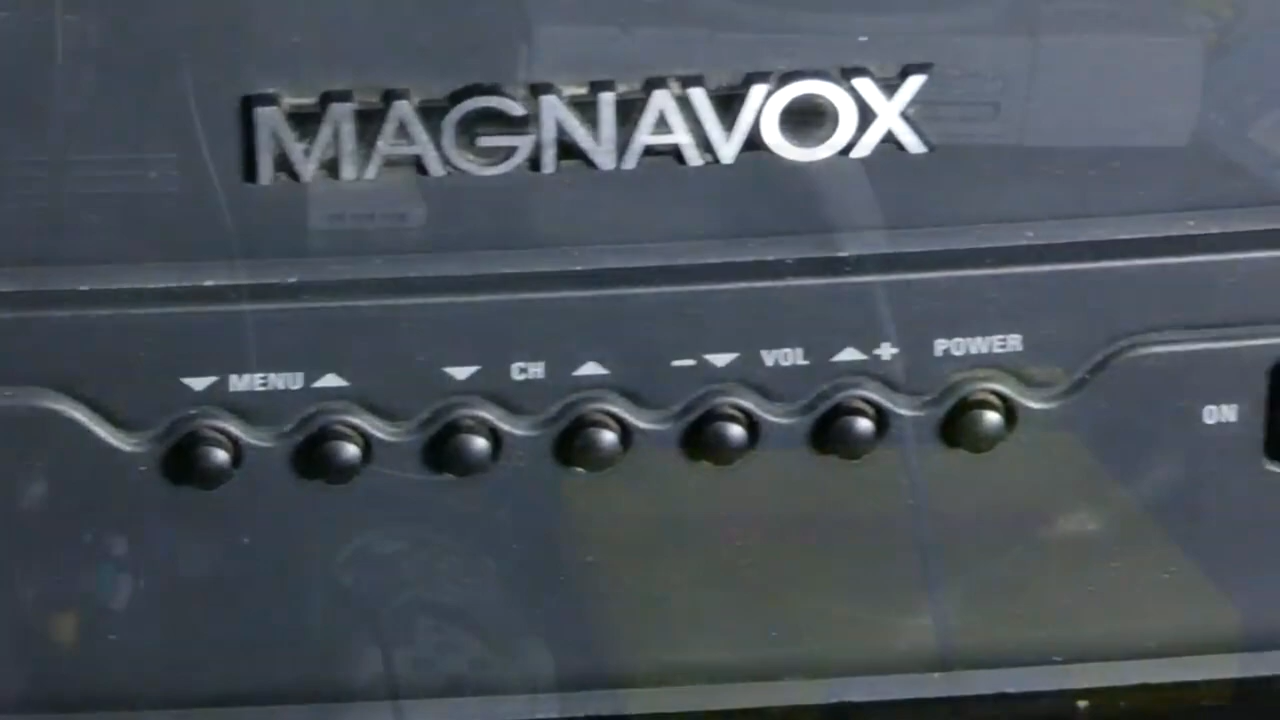 MAGNAVOX
▼ MENU ▲ ▼ CH ▲ -▼ VOL ▲+ POWER
ON